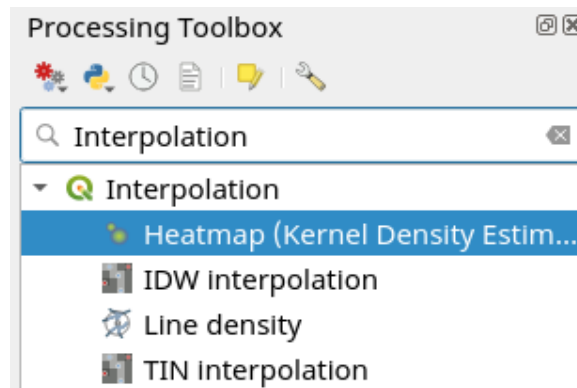 Processing Toolbox
Interpolation
Interpolation
Heatmap (Kernel Density Estim...
IDW interpolation
Line density
TIN interpolation